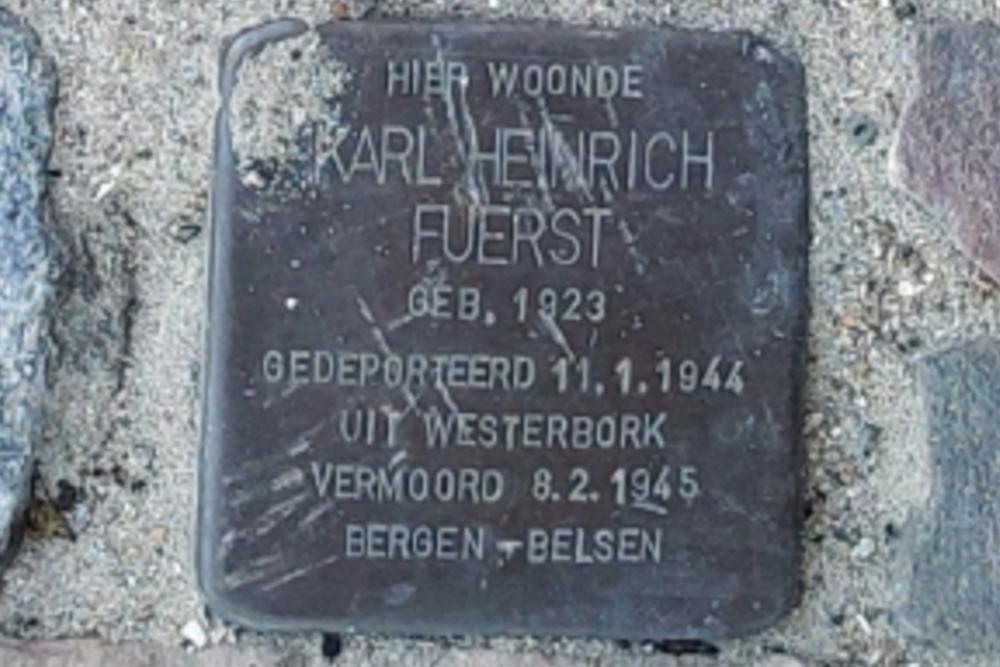 HIER WOONDE
KARL HEINRICH
FUERST
GEB. 1923
GEDEPORTEERD 11.1.1944
UIT WESTERBORK
VERMOORD 8.2.1945
BERGEN-BELSEN